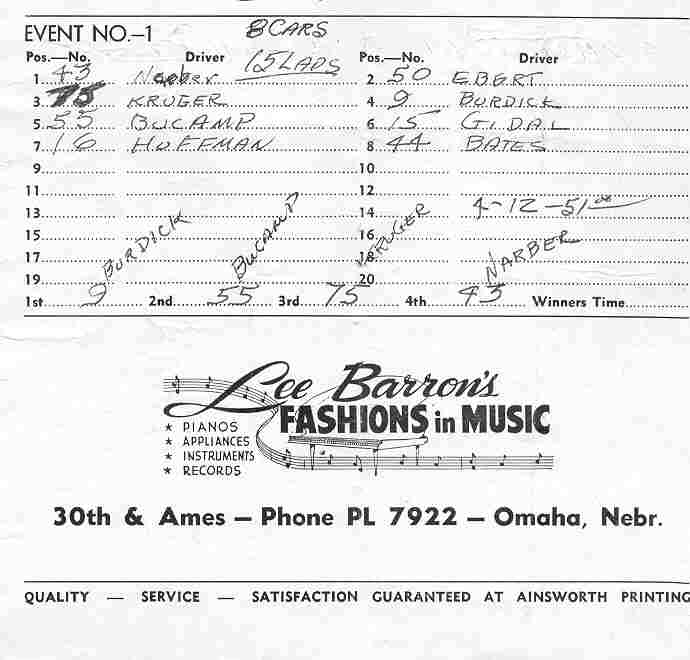 EVENT NO.–1 8 CARS
Pos.—No. Driver 15 LAPS Pos.—No. Driver
1 43 Narber 2 50 EBERT
3 75 KRUGER 4 9 BURDICK
5 55 BUCAMP 6 15 GIDAL
7 16 HUFFMAN 8 44 BATES
9 10
11 12
13 14 4-12-51
15 16
17 18
19 BURDICK BUCAMP 20 KRUGER NARBER
1st 9 2nd 55 3rd 75 4th 43 Winners Time
Lee Barron's
FASHIONS in MUSIC
★ PIANOS
★ APPLIANCES
★ INSTRUMENTS
★ RECORDS
30th & Ames — Phone PL 7922 — Omaha, Nebr.
QUALITY — SERVICE — SATISFACTION GUARANTEED AT AINSWORTH PRINTING